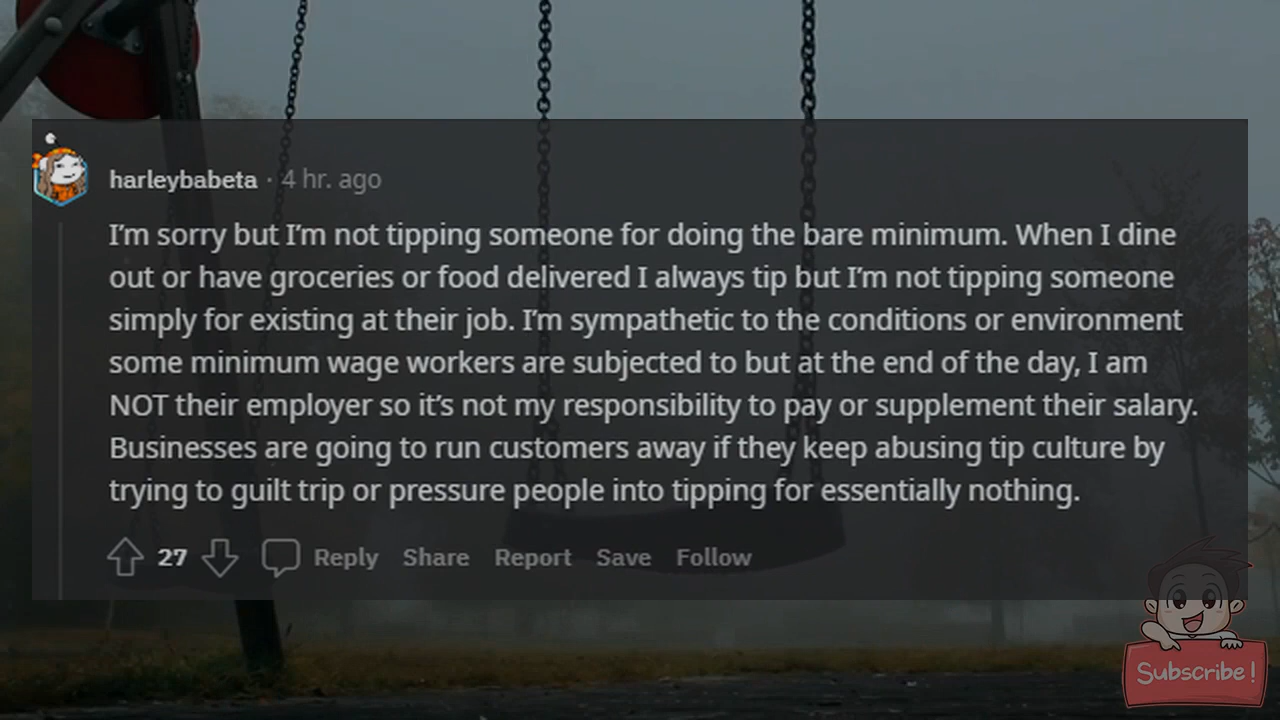 harleybabeta · 4 hr. ago
I'm sorry but I'm not tipping someone for doing the bare minimum. When I dine
out or have groceries or food delivered I always tip but I'm not tipping someone
simply for existing at their job. I'm sympathetic to the conditions or environment
some minimum wage workers are subjected to but at the end of the day, I am
NOT their employer so it's not my responsibility to pay or supplement their salary.
Businesses are going to run customers away if they keep abusing tip culture by
trying to guilt trip or pressure people into tipping for essentially nothing.
27 Reply Share Report Save Follow
Subscribe!